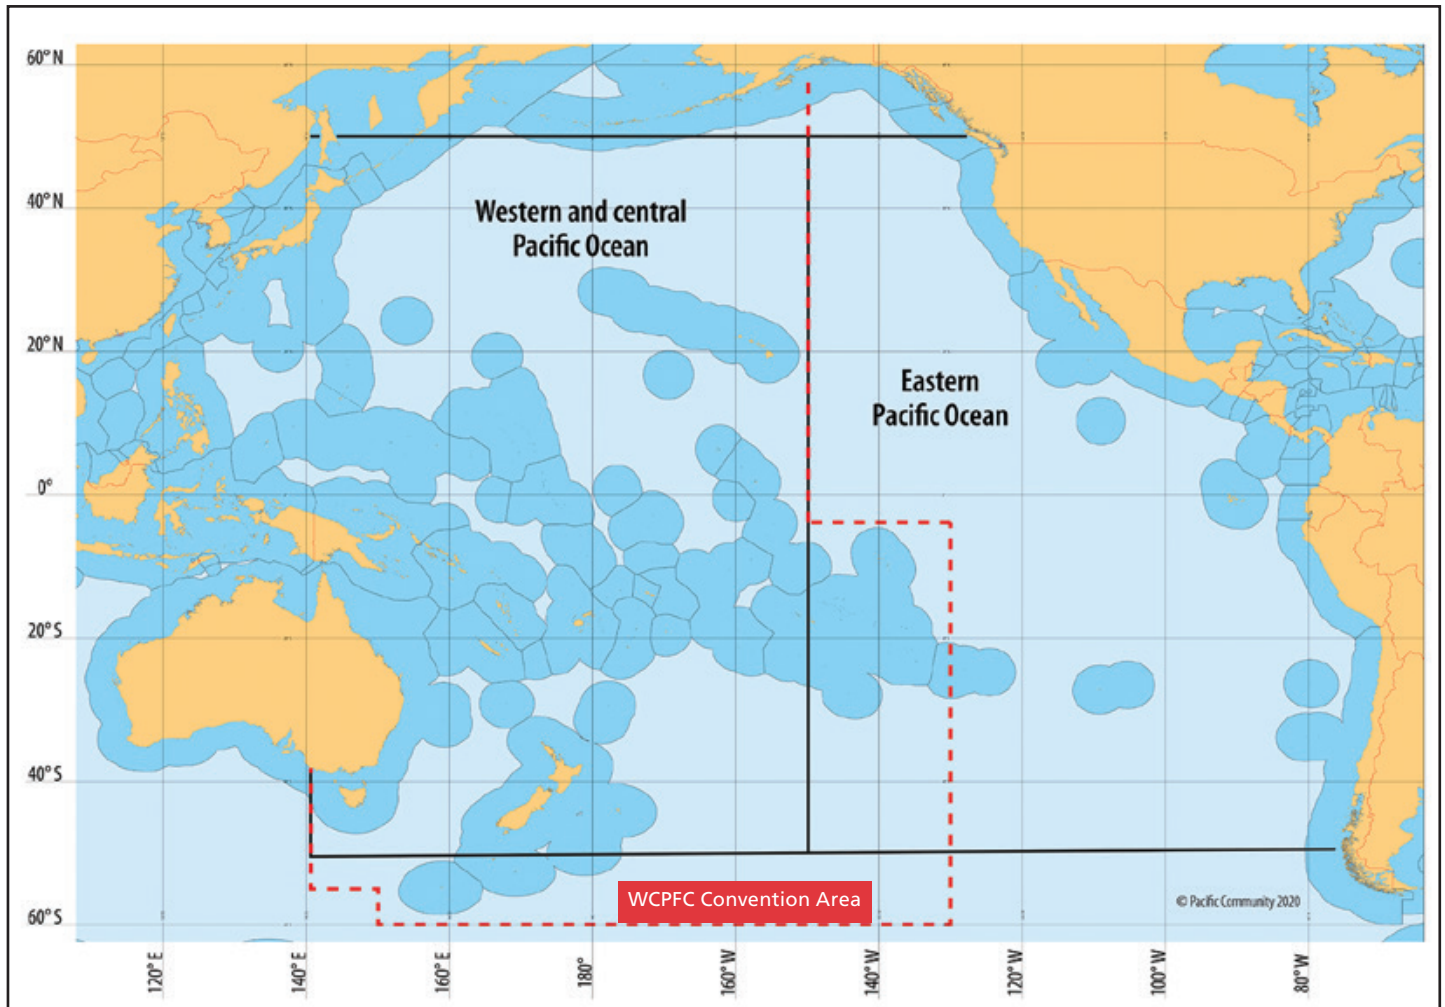 60° N
40° N
20° N
0°
20° S
40° S
60° S
Western and central
Pacific Ocean
Eastern
Pacific Ocean
WCPFC Convention Area
© Pacific Community 2020
120° E
140° E
160° E
180°
160° W
140° W
120° W
100° W
80° W